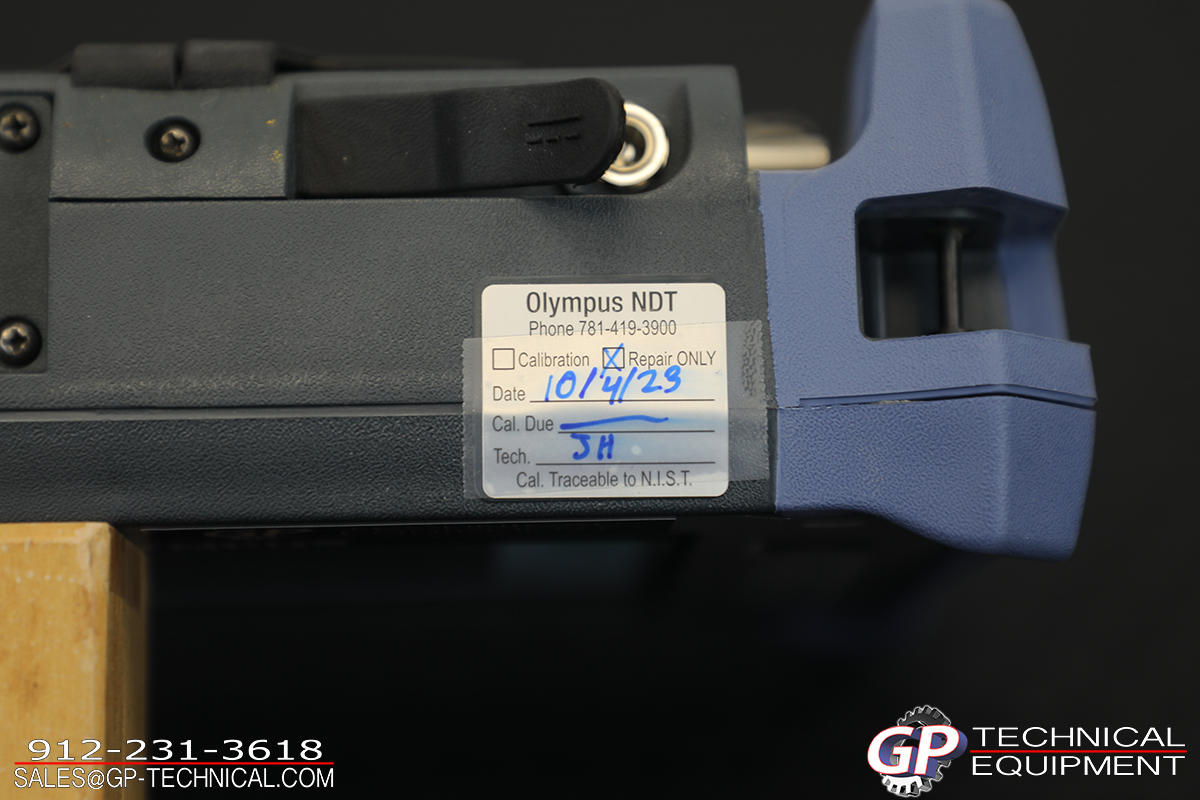 Olympus NDT
Phone 781-419-3900
Calibration X Repair ONLY
Date 10/4/23
Cal. Due
Tech. JH
Cal. Traceable to N.I.S.T.
912-231-3618
SALES@GP-TECHNICAL.COM
GP TECHNICAL
EQUIPMENT